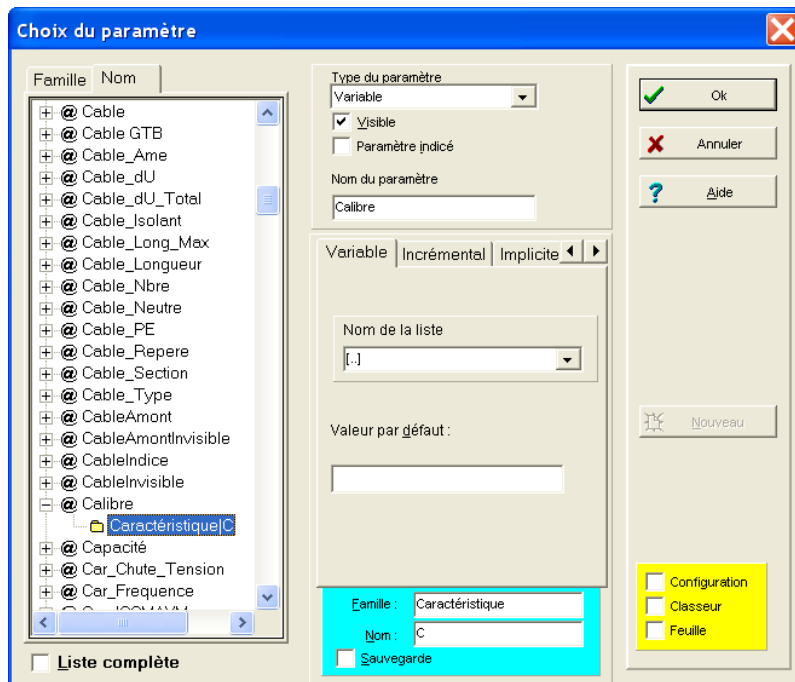 Choix du paramètre
Famille
Nom
@ Cable
@ Cable GTB
@ Cable_Ame
@ Cable_dU
@ Cable_dU_Total
@ Cable_Isolant
@ Cable_Long_Max
@ Cable_Longueur
@ Cable_Nbre
@ Cable_Neutre
@ Cable_PE
@ Cable_Repere
@ Cable_Section
@ Cable_Type
@ CableAmont
@ CableAmontInvisible
@ CableIndice
@ CableInvisible
@ Calibre
Caractéristique|C
@ Capacité
@ Car_Chute_Tension
@ Car_Frequence
Liste complète
Type du paramètre
Variable
Visible
Paramètre indicé
Nom du paramètre
Calibre
Variable
Incrémental
Implicite
Nom de la liste
[..]
Valeur par défaut :
Famille :
Caractéristique
Nom :
C
Sauvegarde
Ok
Annuler
? Aide
Nouveau
Configuration
Classeur
Feuille